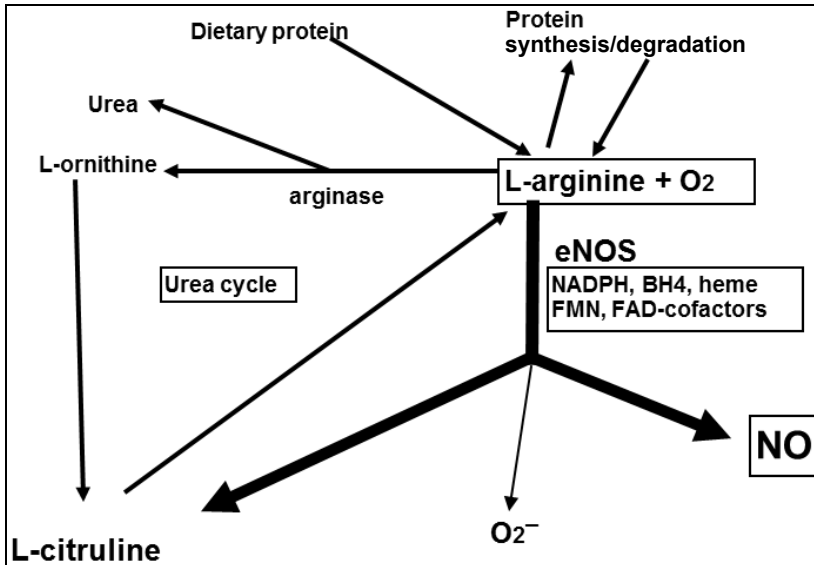 Dietary protein
Protein
synthesis/degradation
Urea
L-ornithine
arginase
L-arginine + O2
eNOS
Urea cycle
NADPH, BH4, heme
FMN, FAD-cofactors
NO
O2–
L-citruline